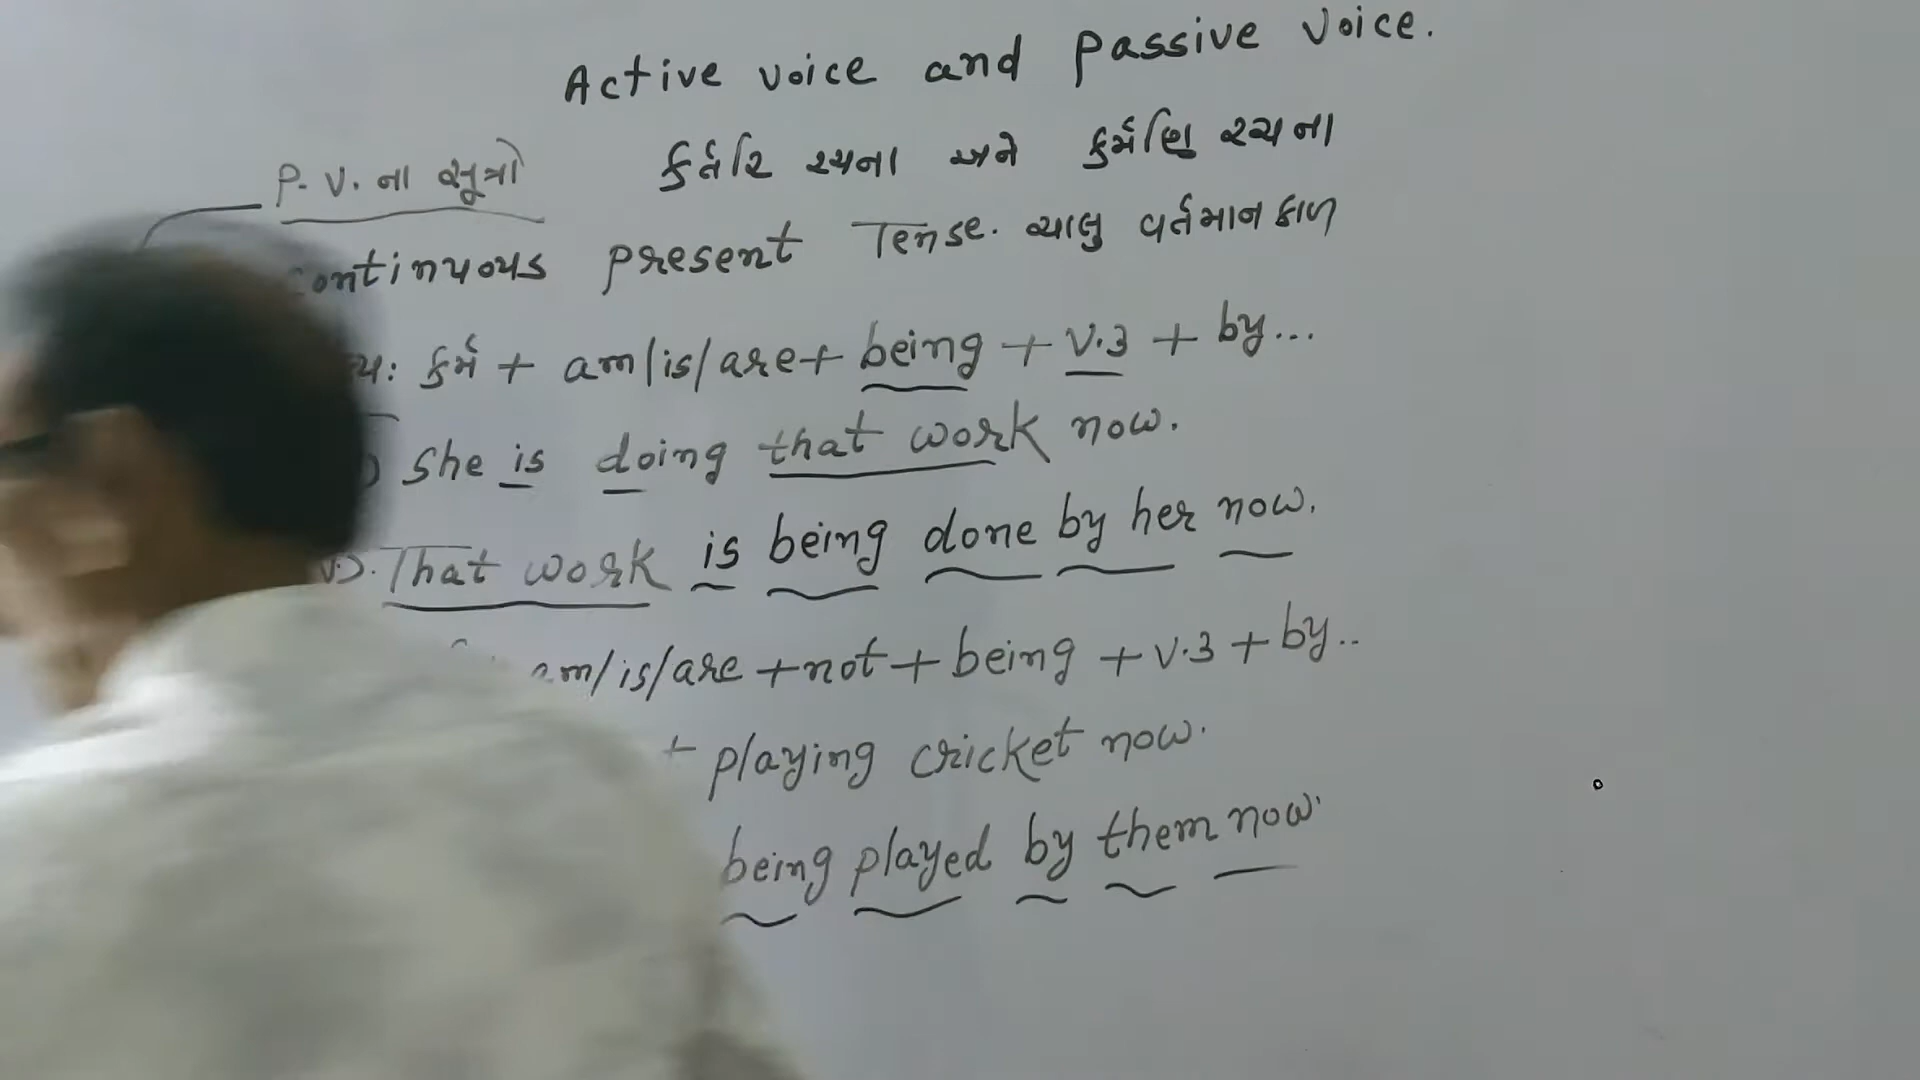 Active voice and passive voice.
કર્તરિ રચના અને કર્મણિ રચના
P. V. ના સૂત્રો
continuous present Tense. ચાલુ વર્તમાનકાળ
કર્મ + am/is/are + being + V.3 + by...
She is doing that work now.
That work is being done by her now.
am/is/are + not + being + V.3 + by..
playing cricket now.
being played by them now.